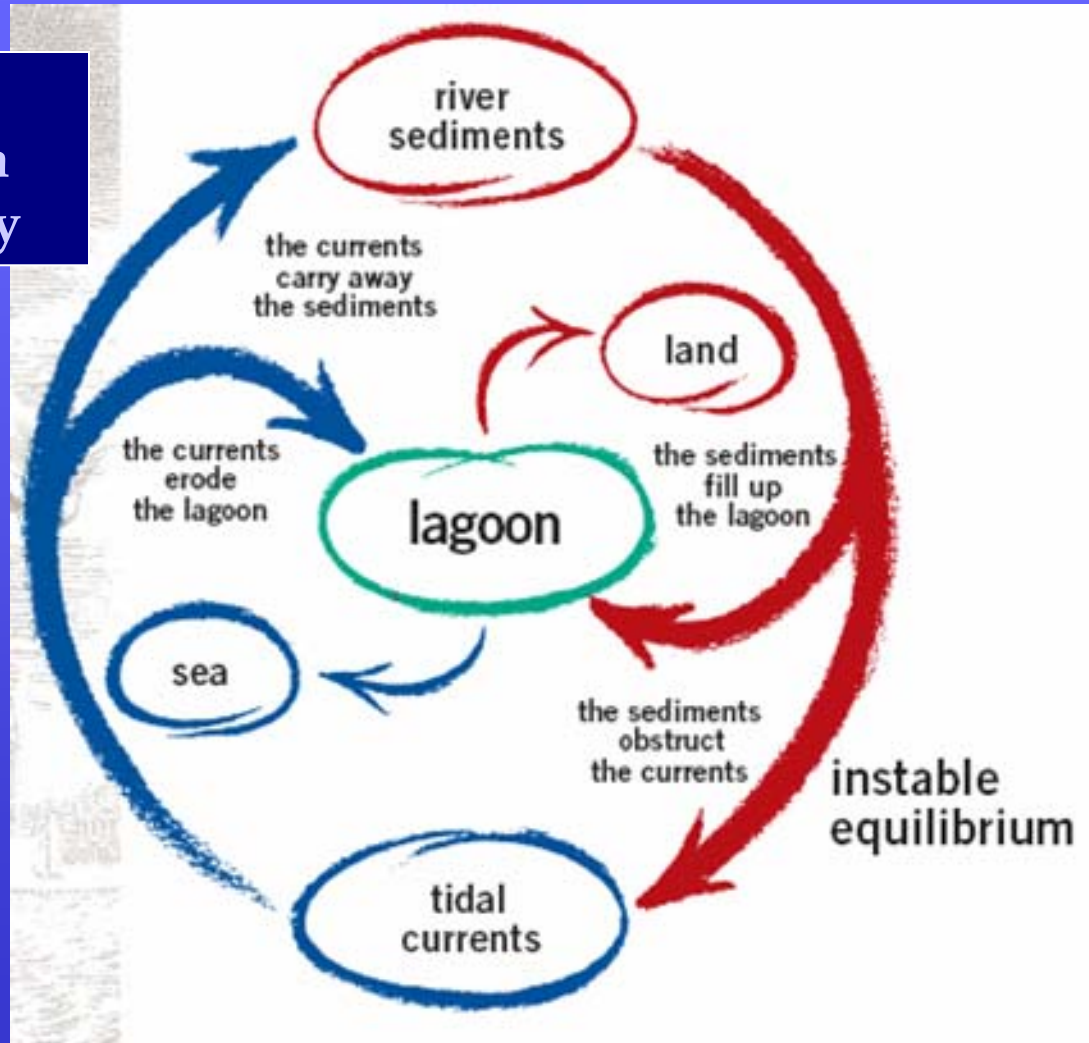 river
sediments
the currents
carry away
the sediments
land
the currents
erode
the lagoon
the sediments
fill up
the lagoon
lagoon
sea
the sediments
obstruct
the currents
instable
equilibrium
tidal
currents